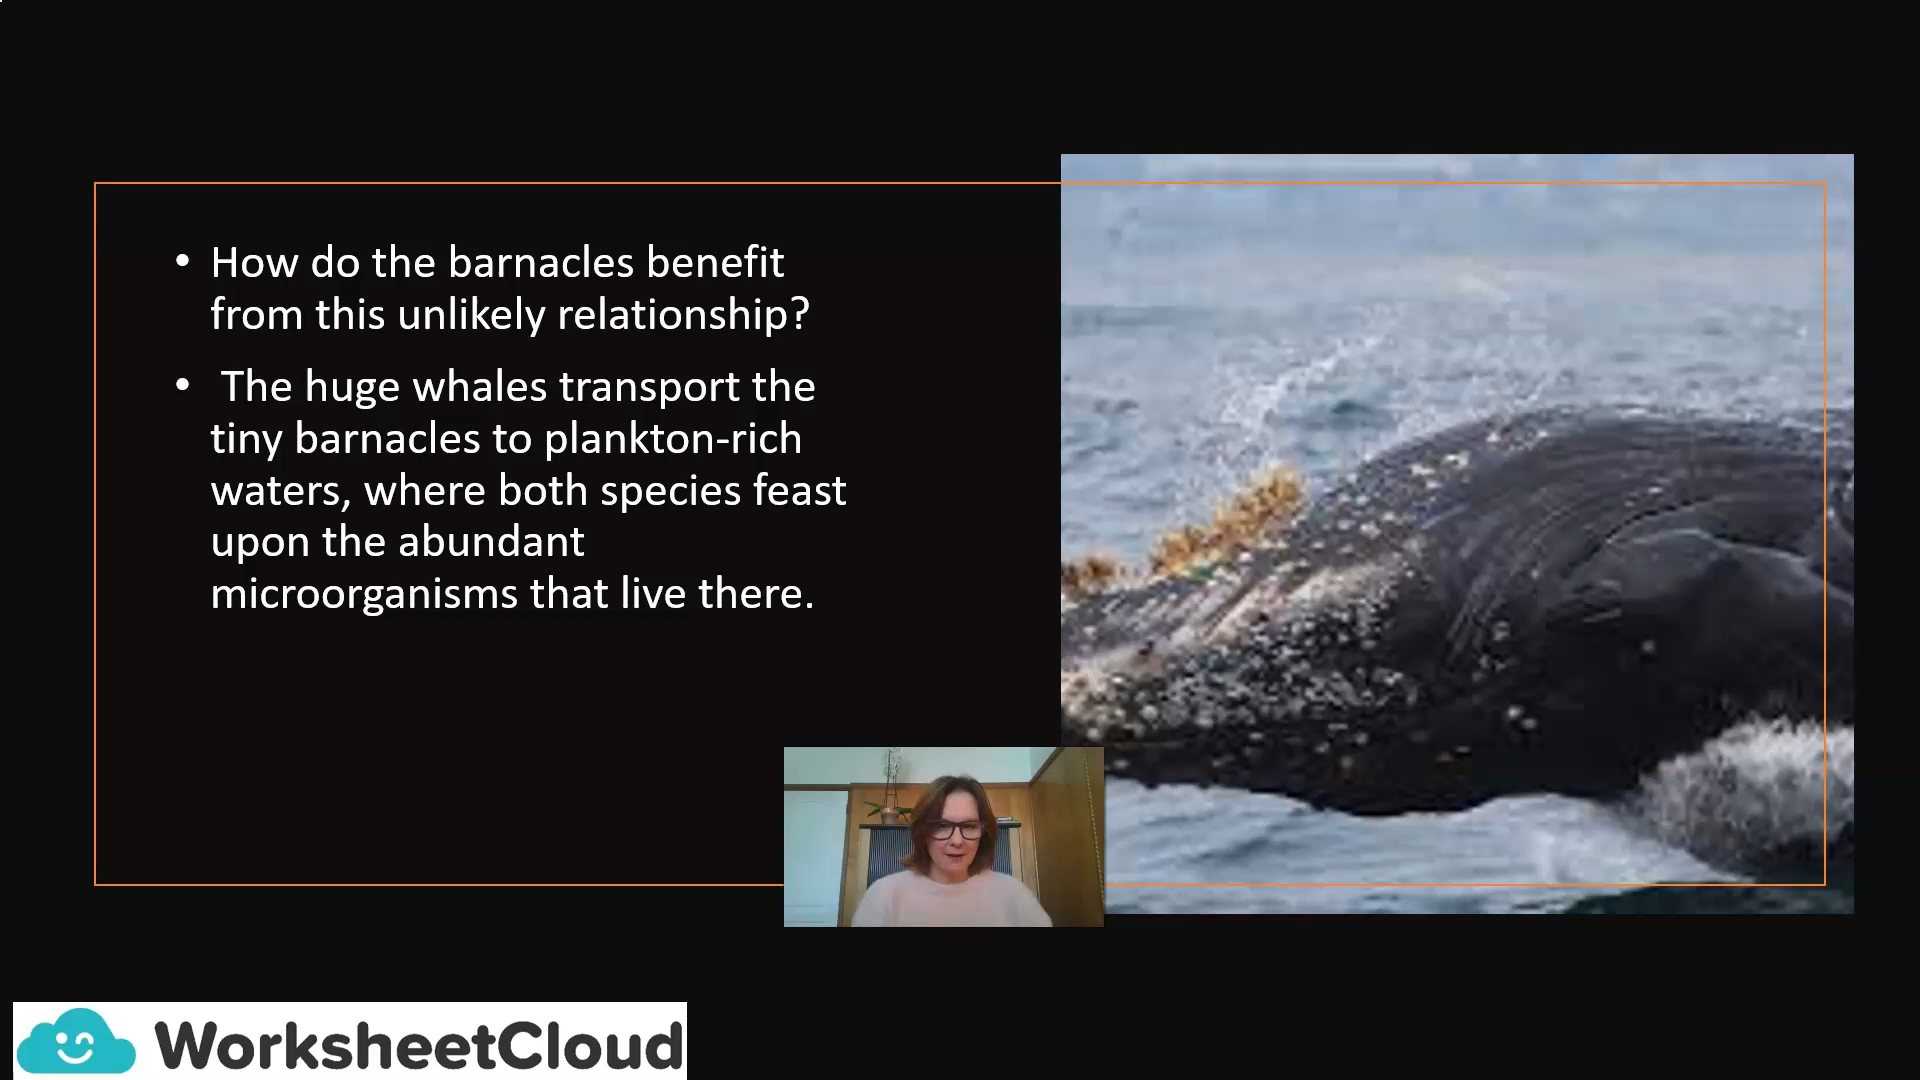 • How do the barnacles benefit
from this unlikely relationship?
• The huge whales transport the
tiny barnacles to plankton-rich
waters, where both species feast
upon the abundant
microorganisms that live there.
WorksheetCloud